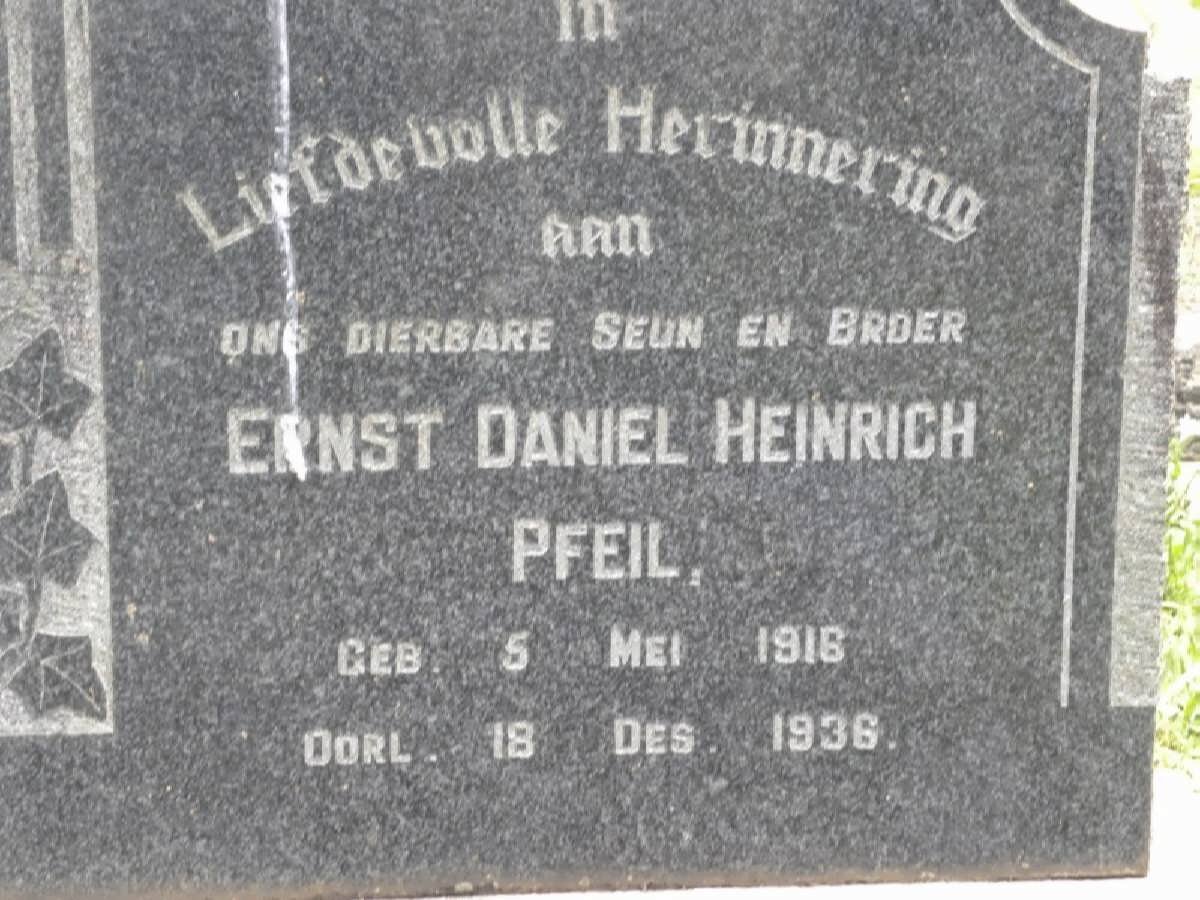 in
Liefdevolle Herinnering
aan
ONS DIERBARE SEUN EN BROER
ERNST DANIEL HEINRICH
PFEIL,
GEB. 5 MEI 1916
OORL. 18 DES. 1936.